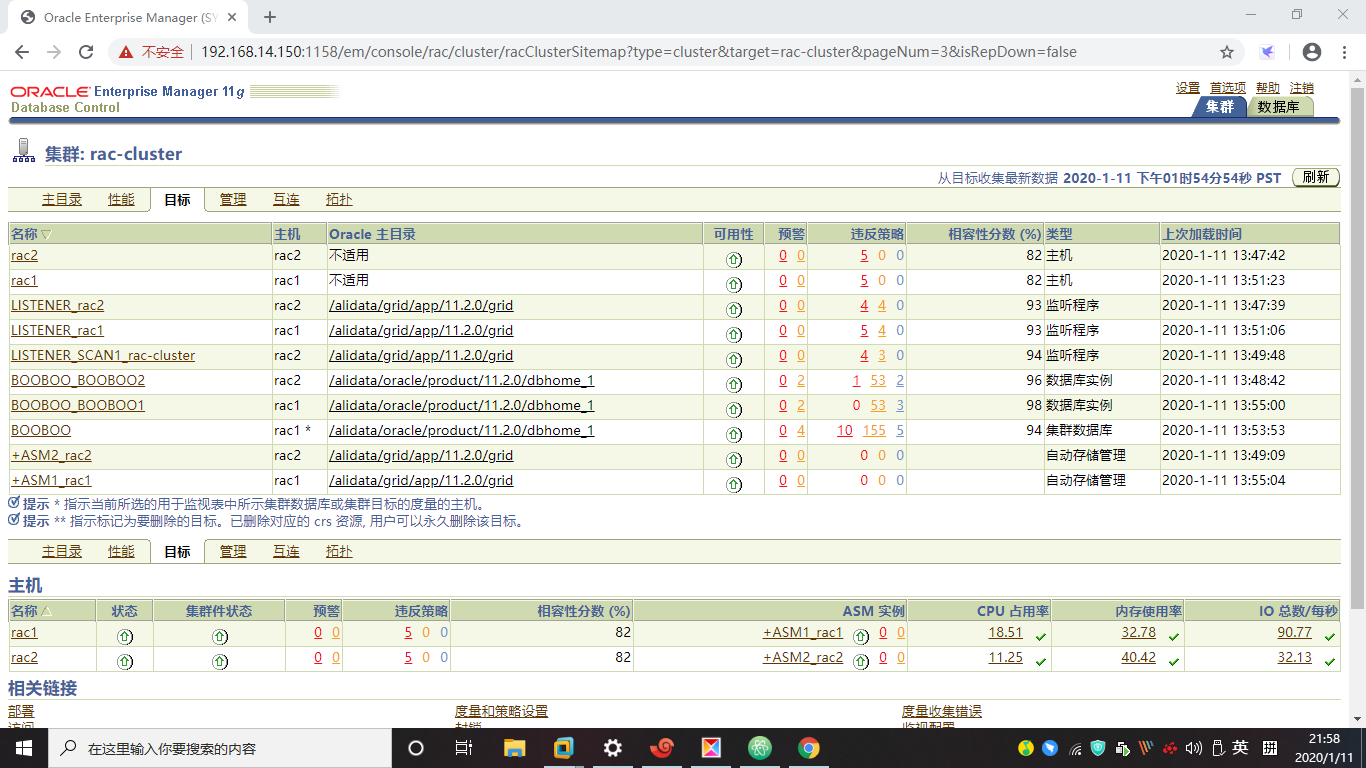 Oracle Enterprise Manager (SY
不安全 192.168.14.150:1158/em/console/rac/cluster/racClusterSitemap?type=cluster&target=rac-cluster&pageNum=3&isRepDown=false
ORACLE Enterprise Manager 11g
Database Control
设置 首选项 帮助 注销
集群 数据库
集群: rac-cluster
从目标收集最新数据 2020-1-11 下午01时54分54秒 PST 刷新
主目录 性能 目标 管理 互连 拓扑
名称 主机 Oracle 主目录 可用性 预警 违反策略 相容性分数 (%) 类型 上次加载时间
rac2 rac2 不适用 0 0 5 0 0 82 主机 2020-1-11 13:47:42
rac1 rac1 不适用 0 0 5 0 0 82 主机 2020-1-11 13:51:23
LISTENER_rac2 rac2 /alidata/grid/app/11.2.0/grid 0 0 4 4 0 93 监听程序 2020-1-11 13:47:39
LISTENER_rac1 rac1 /alidata/grid/app/11.2.0/grid 0 0 5 4 0 93 监听程序 2020-1-11 13:51:06
LISTENER_SCAN1_rac-cluster rac2 /alidata/grid/app/11.2.0/grid 0 0 4 3 0 94 监听程序 2020-1-11 13:49:48
BOOBOO_BOOBOO2 rac2 /alidata/oracle/product/11.2.0/dbhome_1 0 2 1 53 2 96 数据库实例 2020-1-11 13:48:42
BOOBOO_BOOBOO1 rac1 /alidata/oracle/product/11.2.0/dbhome_1 0 2 0 53 3 98 数据库实例 2020-1-11 13:55:00
BOOBOO rac1 * /alidata/oracle/product/11.2.0/dbhome_1 0 4 10 155 5 94 集群数据库 2020-1-11 13:53:53
+ASM2_rac2 rac2 /alidata/grid/app/11.2.0/grid 0 0 0 0 0 自动存储管理 2020-1-11 13:49:09
+ASM1_rac1 rac1 /alidata/grid/app/11.2.0/grid 0 0 0 0 0 自动存储管理 2020-1-11 13:55:04
提示 * 指示当前所选的用于监视表中所示集群数据库或集群目标的度量的主机。
提示 ** 指示标记为要删除的目标。已删除对应的 crs 资源, 用户可以永久删除该目标。
主目录 性能 目标 管理 互连 拓扑
主机
名称 状态 集群件状态 预警 违反策略 相容性分数 (%) ASM 实例 CPU 占用率 内存使用率 IO 总数/每秒
rac1 0 0 5 0 0 82 +ASM1_rac1 0 0 18.51 32.78 90.77
rac2 0 0 5 0 0 82 +ASM2_rac2 0 0 11.25 40.42 32.13
相关链接
部署 度量和策略设置 度量收集错误
在这里输入你要搜索的内容
英 拼
21:58
2020/1/11